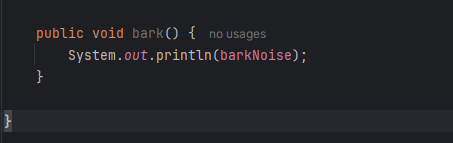 public void bark() { no usages
System.out.println(barkNoise);
}
}